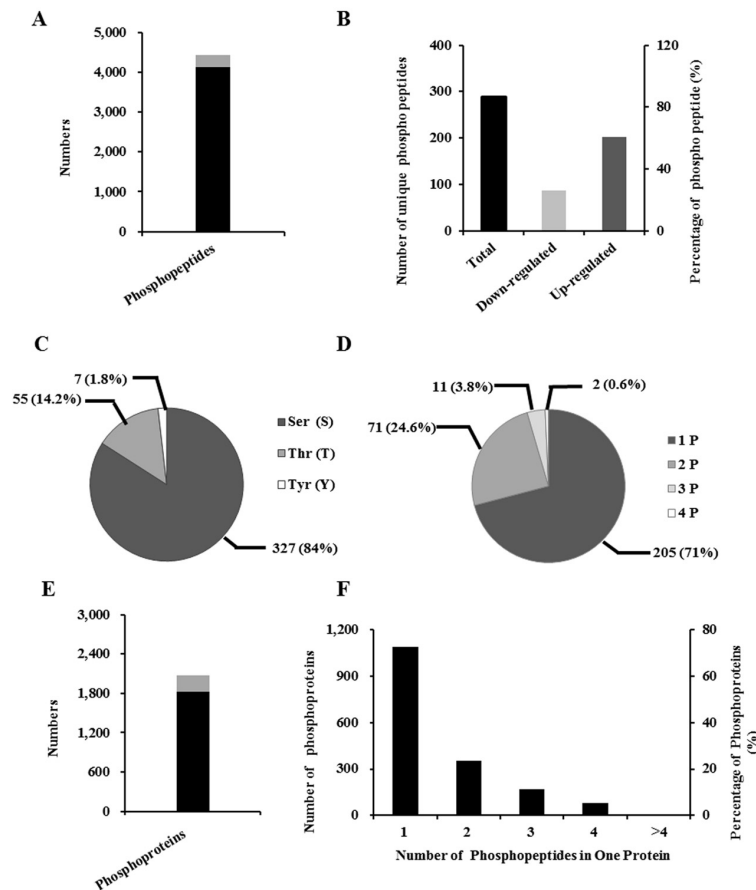 A
5,000
4,000
3,000
2,000
1,000
0
Numbers
Phosphopeptides
B
400
300
200
100
0
Number of unique phospho peptides
120
80
40
0
Percentage of phospho peptide (%)
Total
Down-regulated
Up-regulated
C
7 (1.8%)
55 (14.2%)
327 (84%)
Ser (S)
Thr (T)
Tyr (Y)
D
11 (3.8%)
2 (0.6%)
71 (24.6%)
205 (71%)
1 P
2 P
3 P
4 P
E
3,000
2,400
1,800
1,200
600
0
Numbers
Phosphoproteins
F
1,200
900
600
300
0
Number of phosphoproteins
80
60
40
20
0
Percentage of Phosphoproteins
(%)
1 2 3 4 >4
Number of Phosphopeptides in One Protein